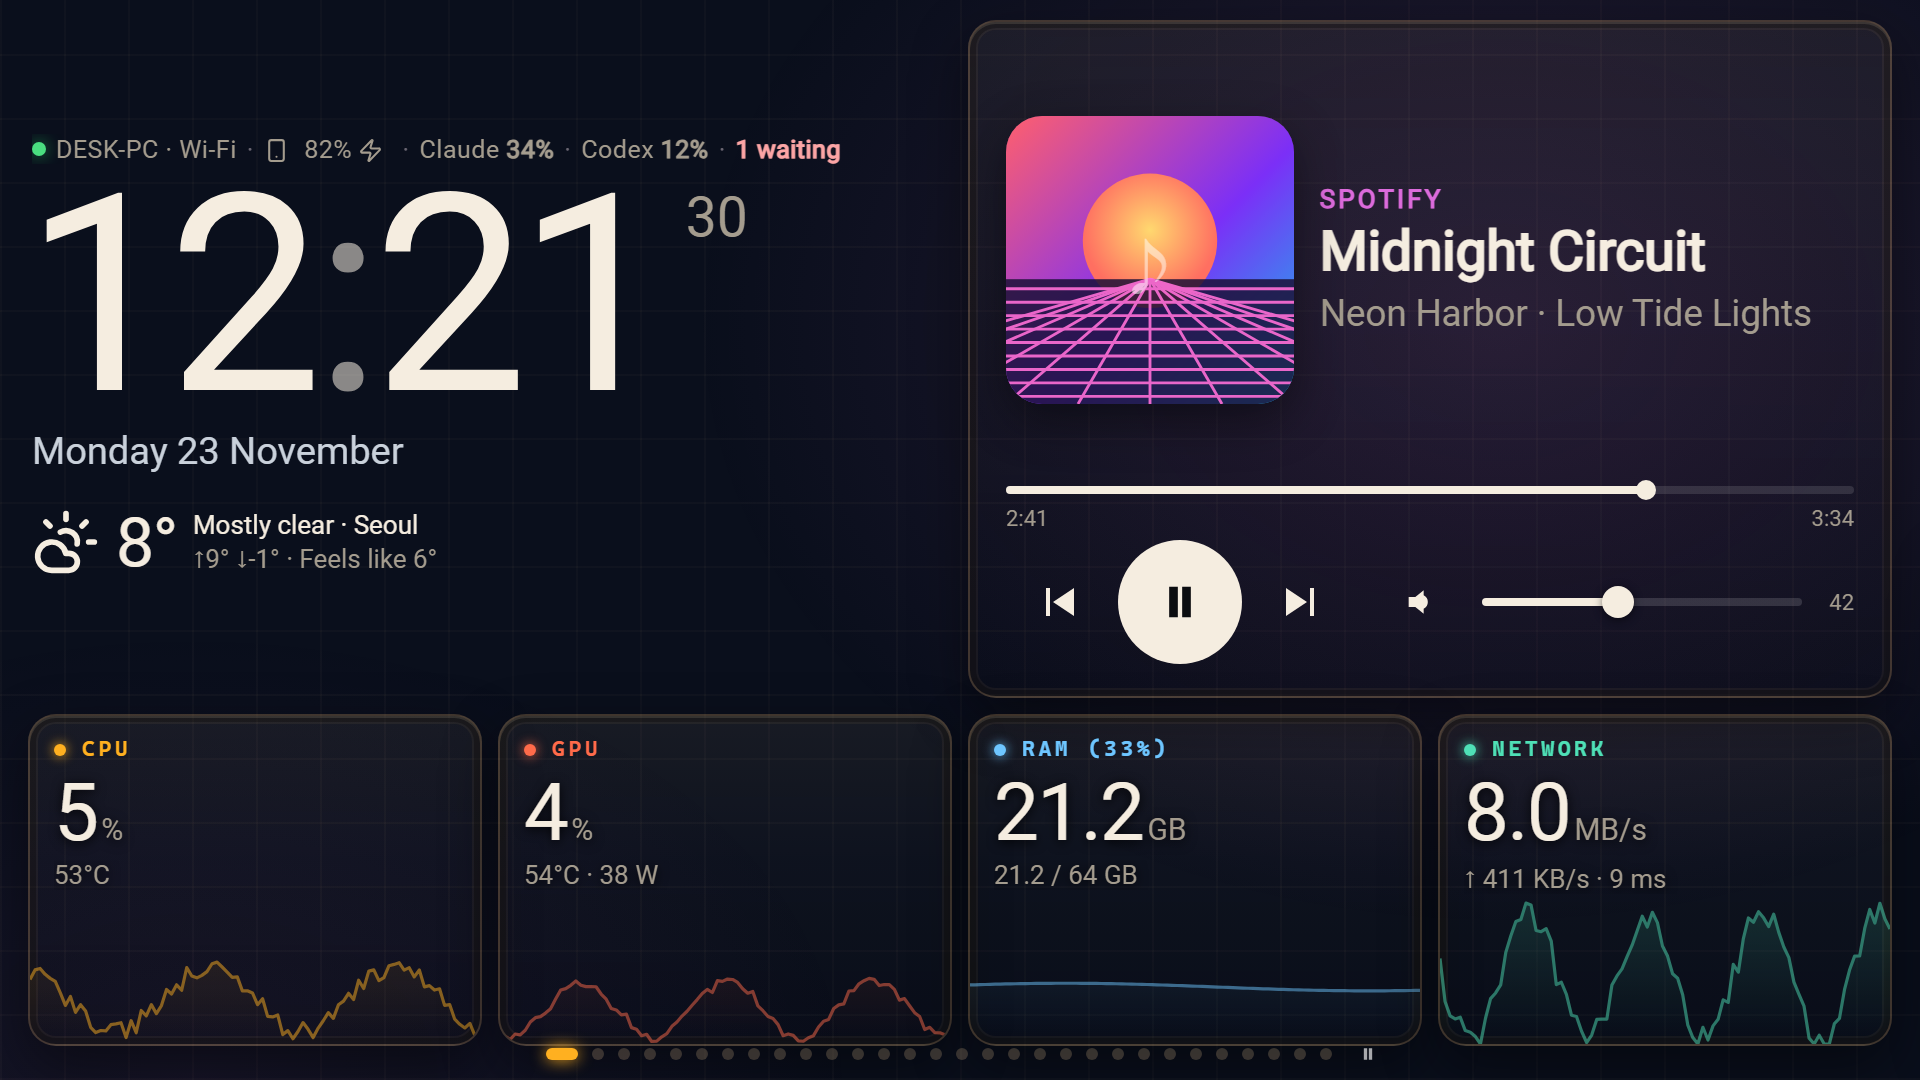 DESK-PC · Wi-Fi · 82% · Claude 34% · Codex 12% · 1 waiting
12:21 30
Monday 23 November
8° Mostly clear · Seoul
↑9° ↓-1° · Feels like 6°
SPOTIFY
Midnight Circuit
Neon Harbor · Low Tide Lights
2:41 3:34
42
CPU
5%
53°C
GPU
4%
54°C · 38 W
RAM (33%)
21.2GB
21.2 / 64 GB
NETWORK
8.0MB/s
↑ 411 KB/s · 9 ms